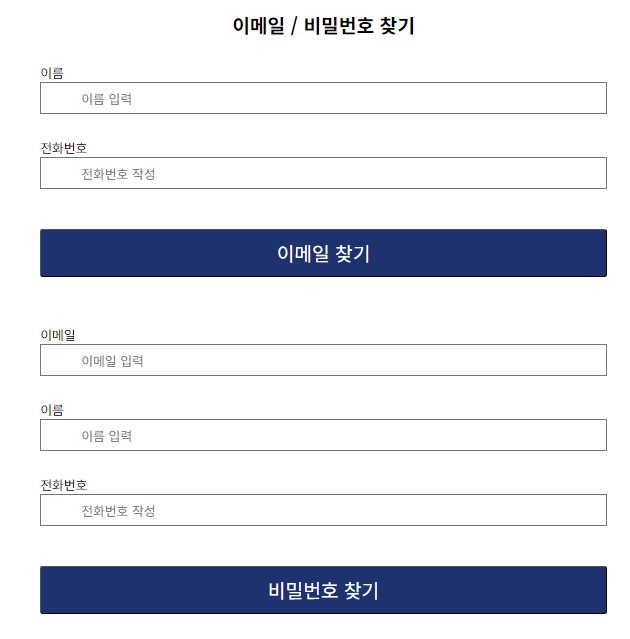 이메일 / 비밀번호 찾기
이름
이름 입력
전화번호
전화번호 작성
이메일 찾기
이메일
이메일 입력
이름
이름 입력
전화번호
전화번호 작성
비밀번호 찾기